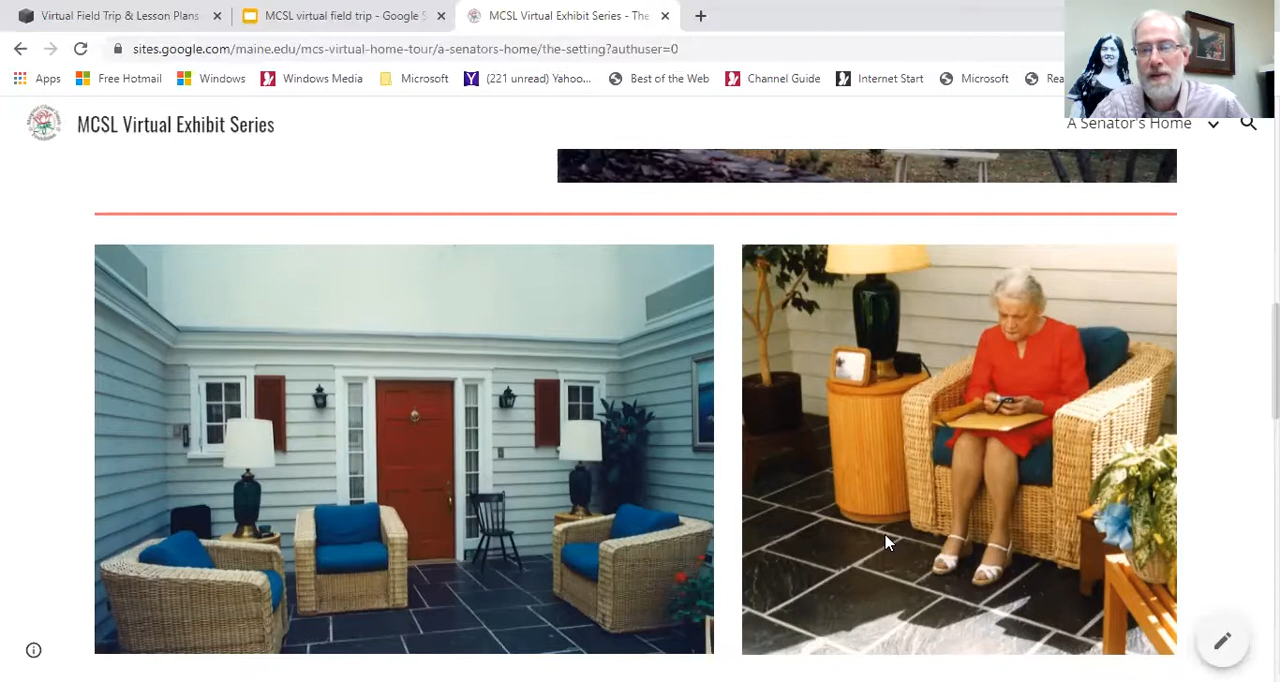 Virtual Field Trip & Lesson Plans
MCSL virtual field trip - Google S
MCSL Virtual Exhibit Series - The
sites.google.com/maine.edu/mcs-virtual-home-tour/a-senators-home/the-setting?authuser=0
Apps Free Hotmail Windows Windows Media Microsoft (221 unread) Yahoo... Best of the Web Channel Guide Internet Start Microsoft Rea
MCSL Virtual Exhibit Series
A Senator's Home